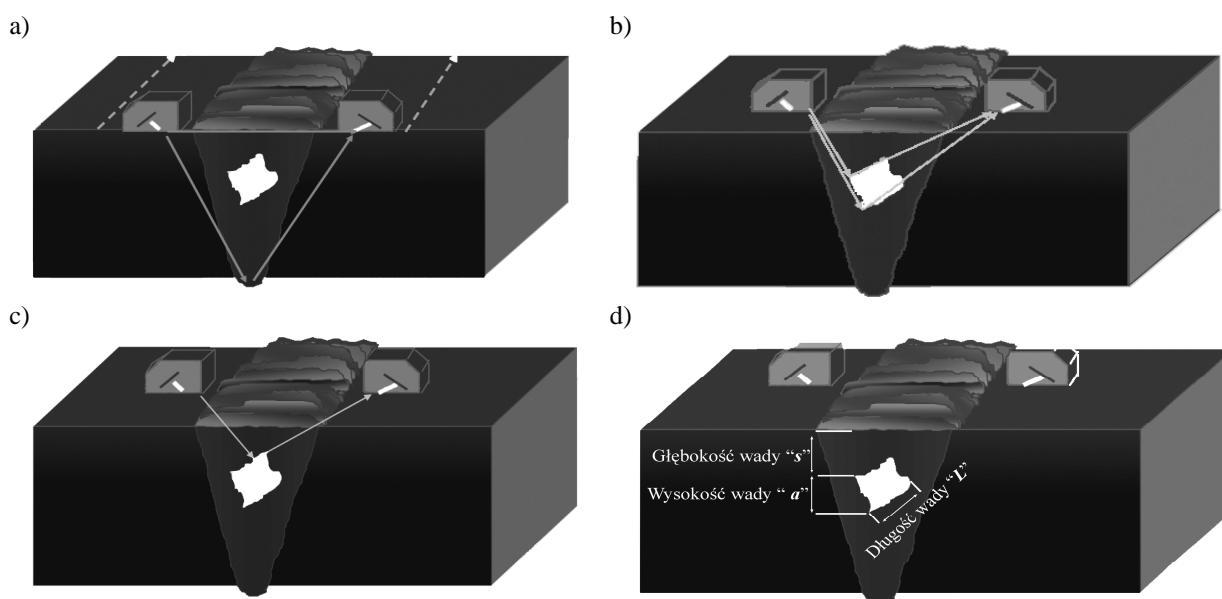 a)
b)
c)
d)
Głębokość wady “s”
Wysokość wady “ a”
Długość wady “L”